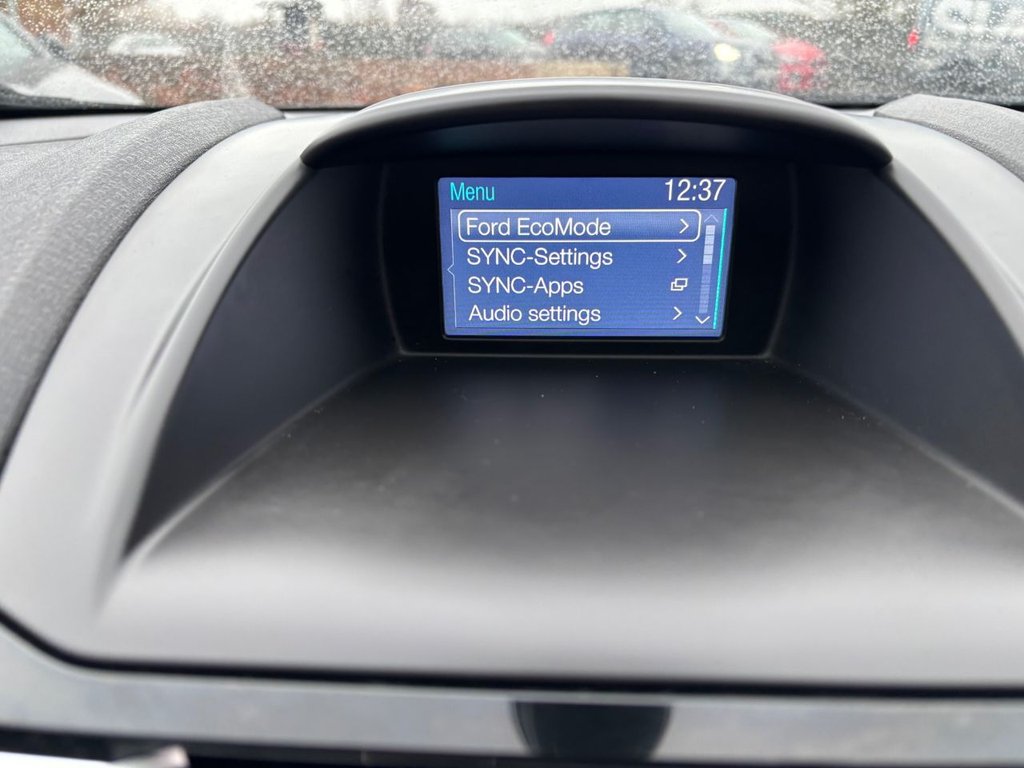 Menu 12:37
Ford EcoMode
SYNC-Settings
SYNC-Apps
Audio settings